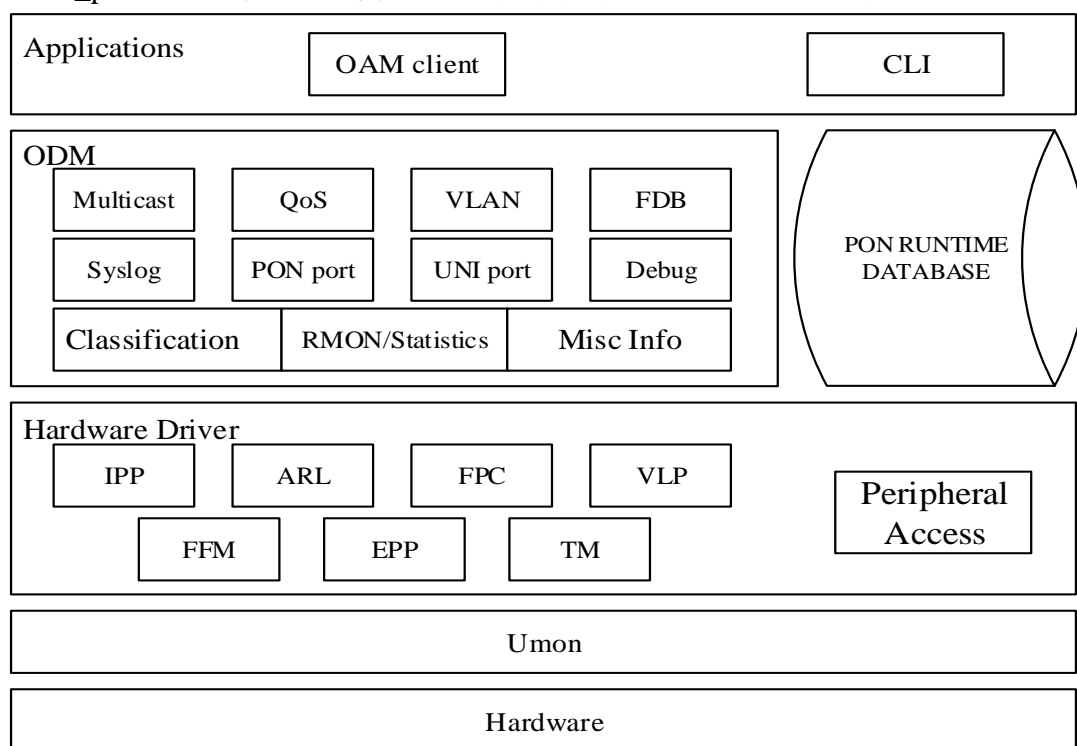 Applications
OAM client
CLI
ODM
Multicast
QoS
VLAN
FDB
Syslog
PON port
UNI port
Debug
Classification
RMON/Statistics
Misc Info
PON RUNTIME
DATABASE
Hardware Driver
IPP
ARL
FPC
VLP
FFM
EPP
TM
Peripheral
Access
Umon
Hardware